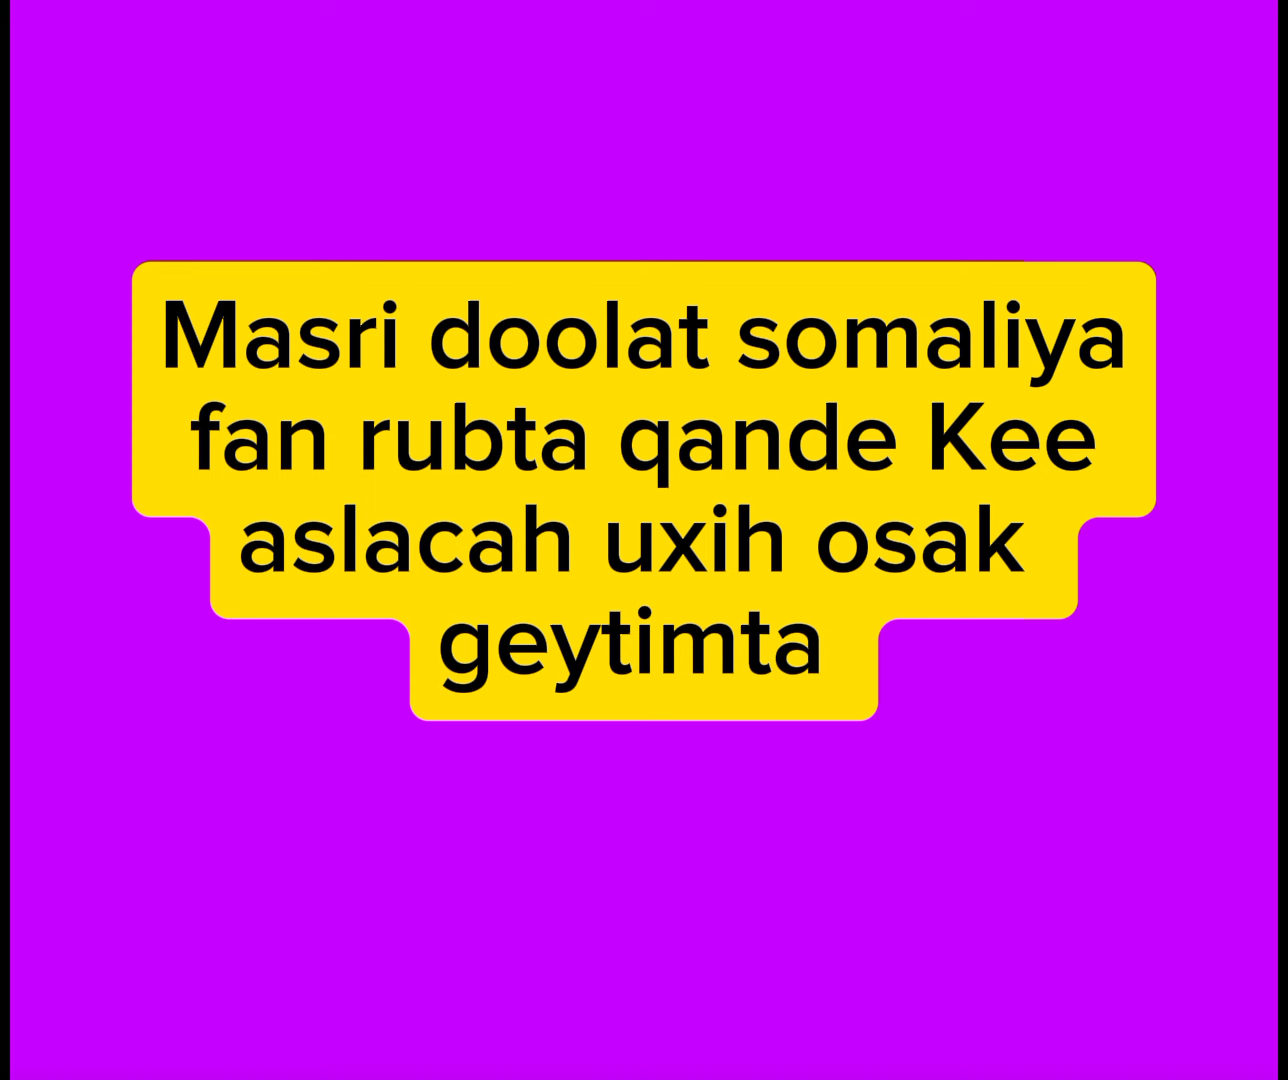 Masri doolat somaliya
fan rubta qande Kee
aslacah uxih osak
geytimta